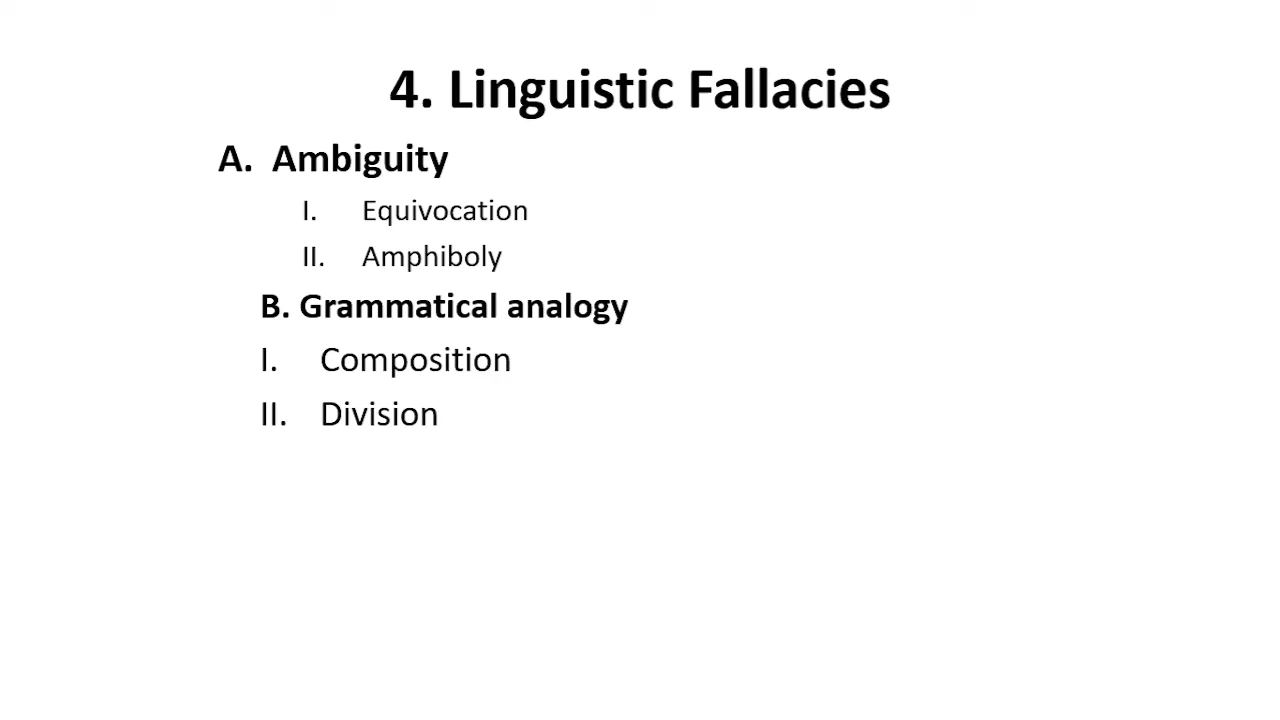 4. Linguistic Fallacies
A. Ambiguity
I. Equivocation
II. Amphiboly
B. Grammatical analogy
I. Composition
II. Division